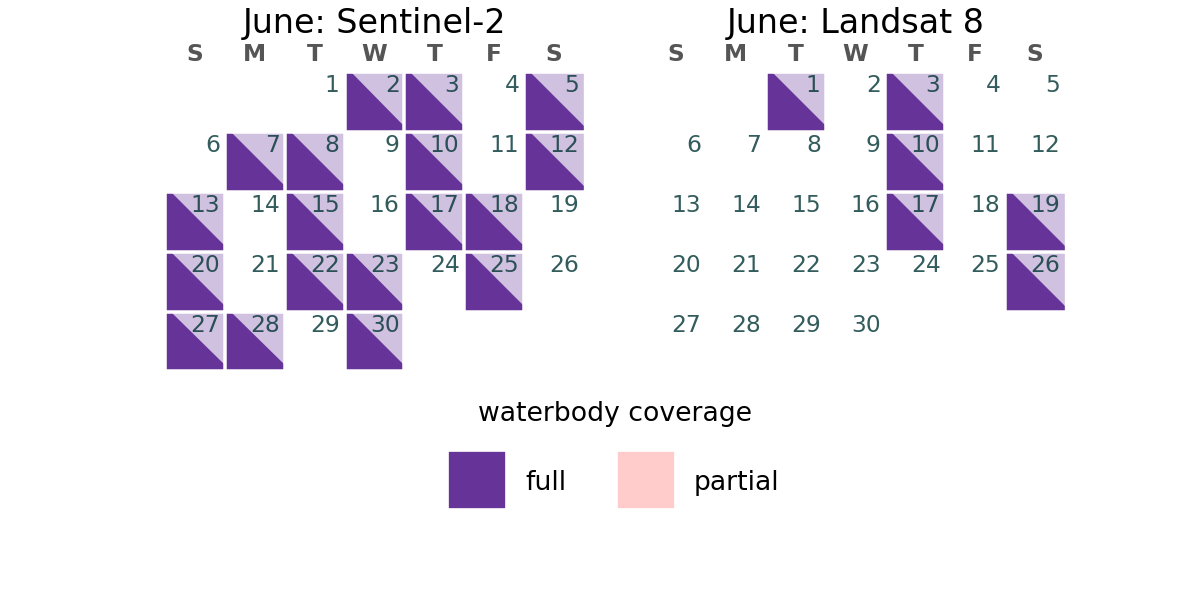 June: Sentinel-2
S M T W T F S
1 2 3 4 5
6 7 8 9 10 11 12
13 14 15 16 17 18 19
20 21 22 23 24 25 26
27 28 29 30
June: Landsat 8
S M T W T F S
1 2 3 4 5
6 7 8 9 10 11 12
13 14 15 16 17 18 19
20 21 22 23 24 25 26
27 28 29 30
waterbody coverage
full partial